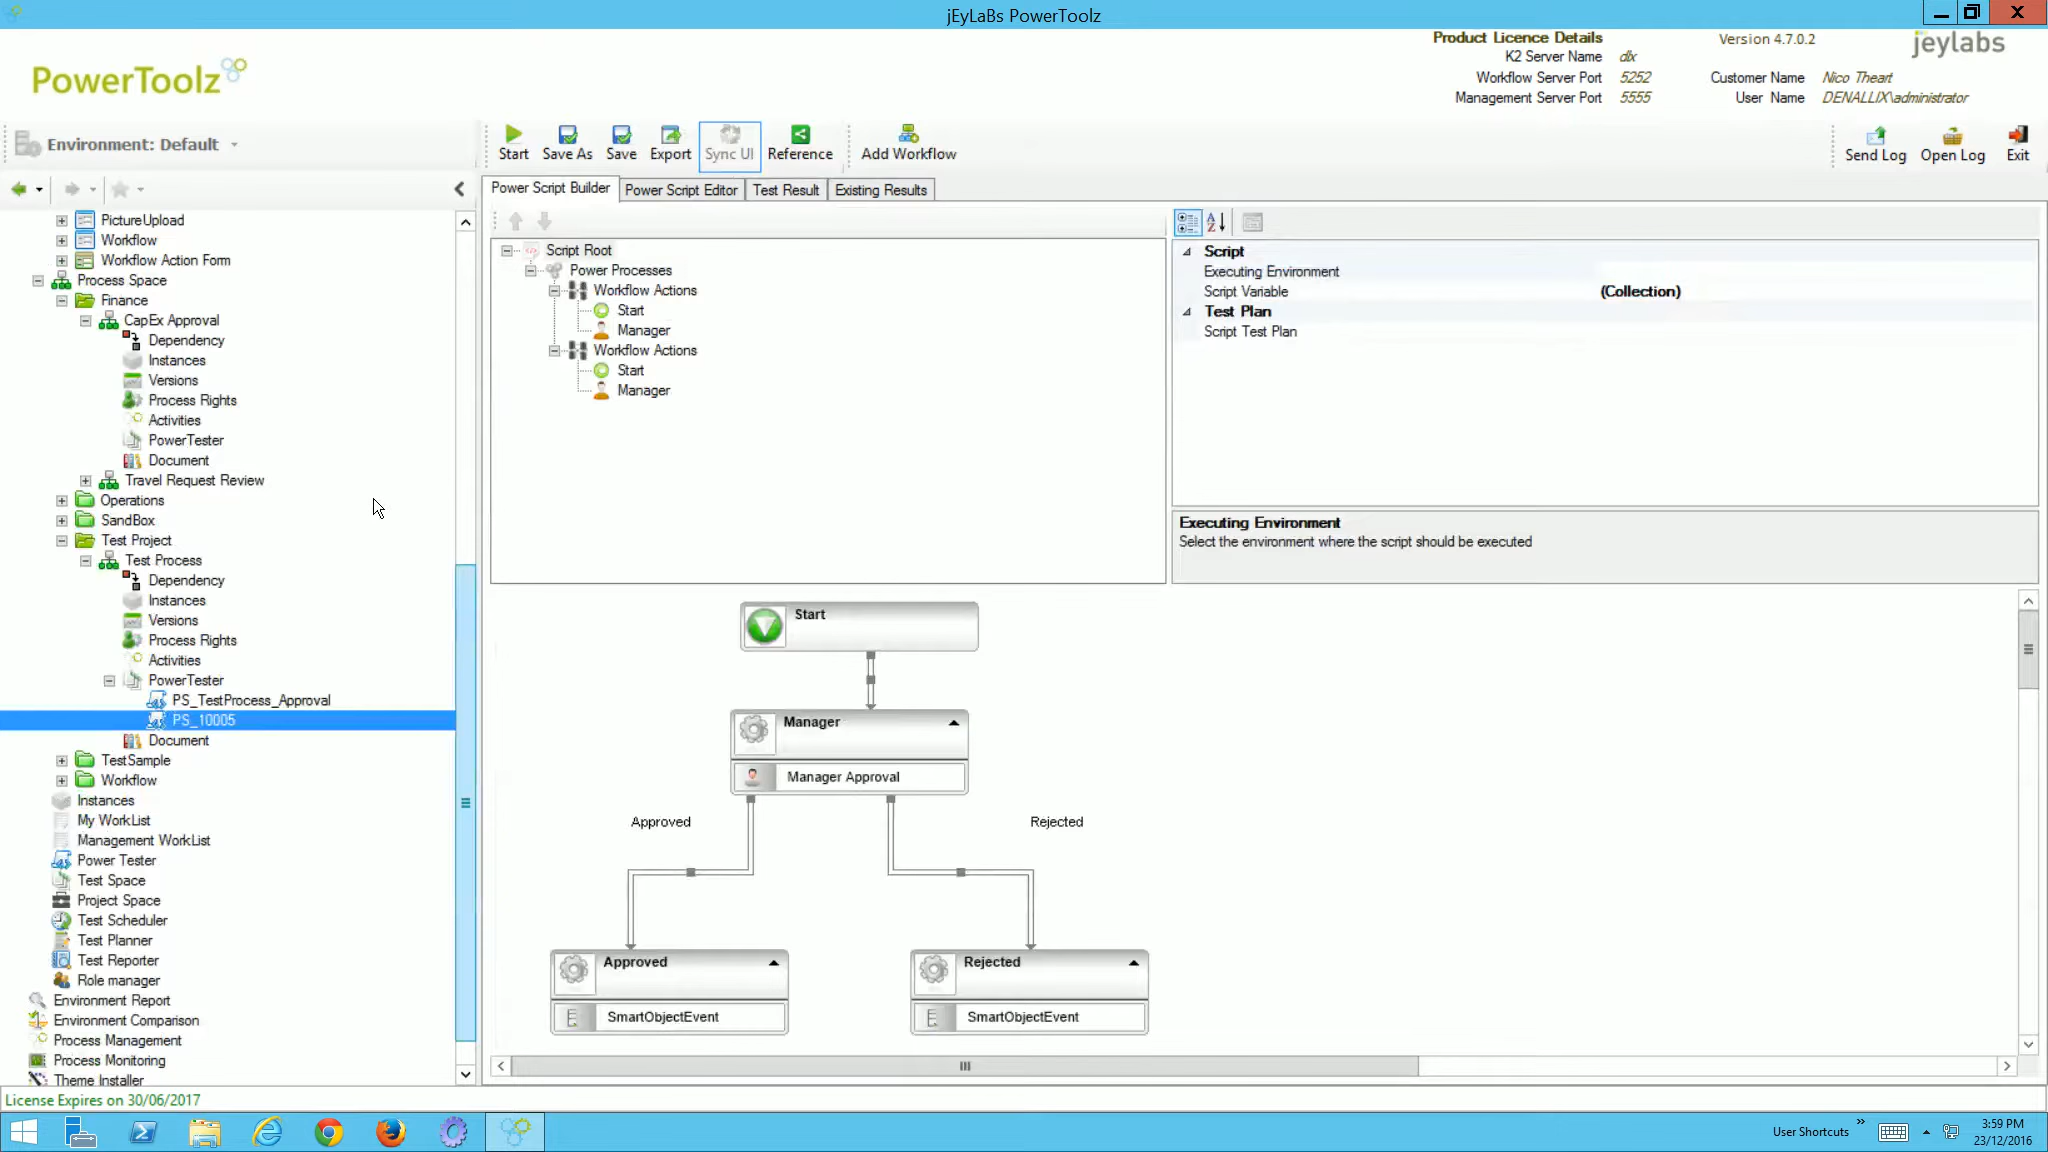 jEyLaBs PowerToolz
PowerToolz
Product Licence Details
K2 Server Name dlx
Workflow Server Port 5252
Management Server Port 5555
Version 4.7.0.2
Customer Name Nico Theart
User Name DENALLIX\administrator
jeylabs
Environment: Default
Start
Save As
Save
Export
Sync UI
Reference
Add Workflow
Send Log
Open Log
Exit
PictureUpload
Workflow
Workflow Action Form
Process Space
Finance
CapEx Approval
Dependency
Instances
Versions
Process Rights
Activities
PowerTester
Document
Travel Request Review
Operations
SandBox
Test Project
Test Process
Dependency
Instances
Versions
Process Rights
Activities
PowerTester
PS_TestProcess_Approval
PS_10005
Document
TestSample
Workflow
Instances
My WorkList
Management WorkList
Power Tester
Test Space
Project Space
Test Scheduler
Test Planner
Test Reporter
Role manager
Environment Report
Environment Comparison
Process Management
Process Monitoring
Theme Installer
Power Script Builder
Power Script Editor
Test Result
Existing Results
Script Root
Power Processes
Workflow Actions
Start
Manager
Workflow Actions
Start
Manager
Script
Executing Environment
Script Variable (Collection)
Test Plan
Script Test Plan
Executing Environment
Select the environment where the script should be executed
Start
Manager
Manager Approval
Approved
Rejected
Approved
SmartObjectEvent
Rejected
SmartObjectEvent
License Expires on 30/06/2017
User Shortcuts
3:59 PM
23/12/2016